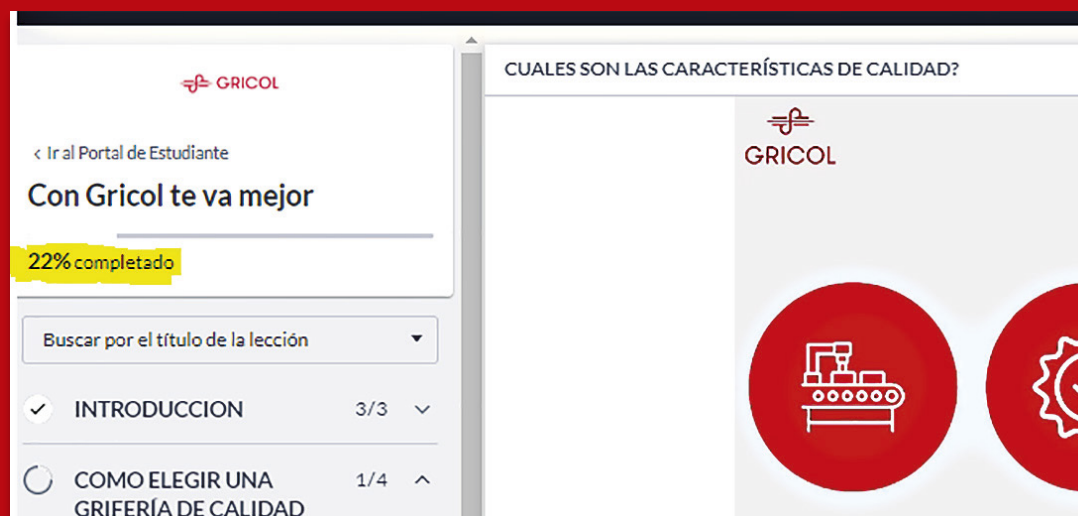 GRICOL
< Ir al Portal de Estudiante
Con Gricol te va mejor
22% completado
Buscar por el título de la lección
INTRODUCCION 3/3
COMO ELEGIR UNA 1/4
GRIFERÍA DE CALIDAD
CUALES SON LAS CARACTERÍSTICAS DE CALIDAD?
GRICOL